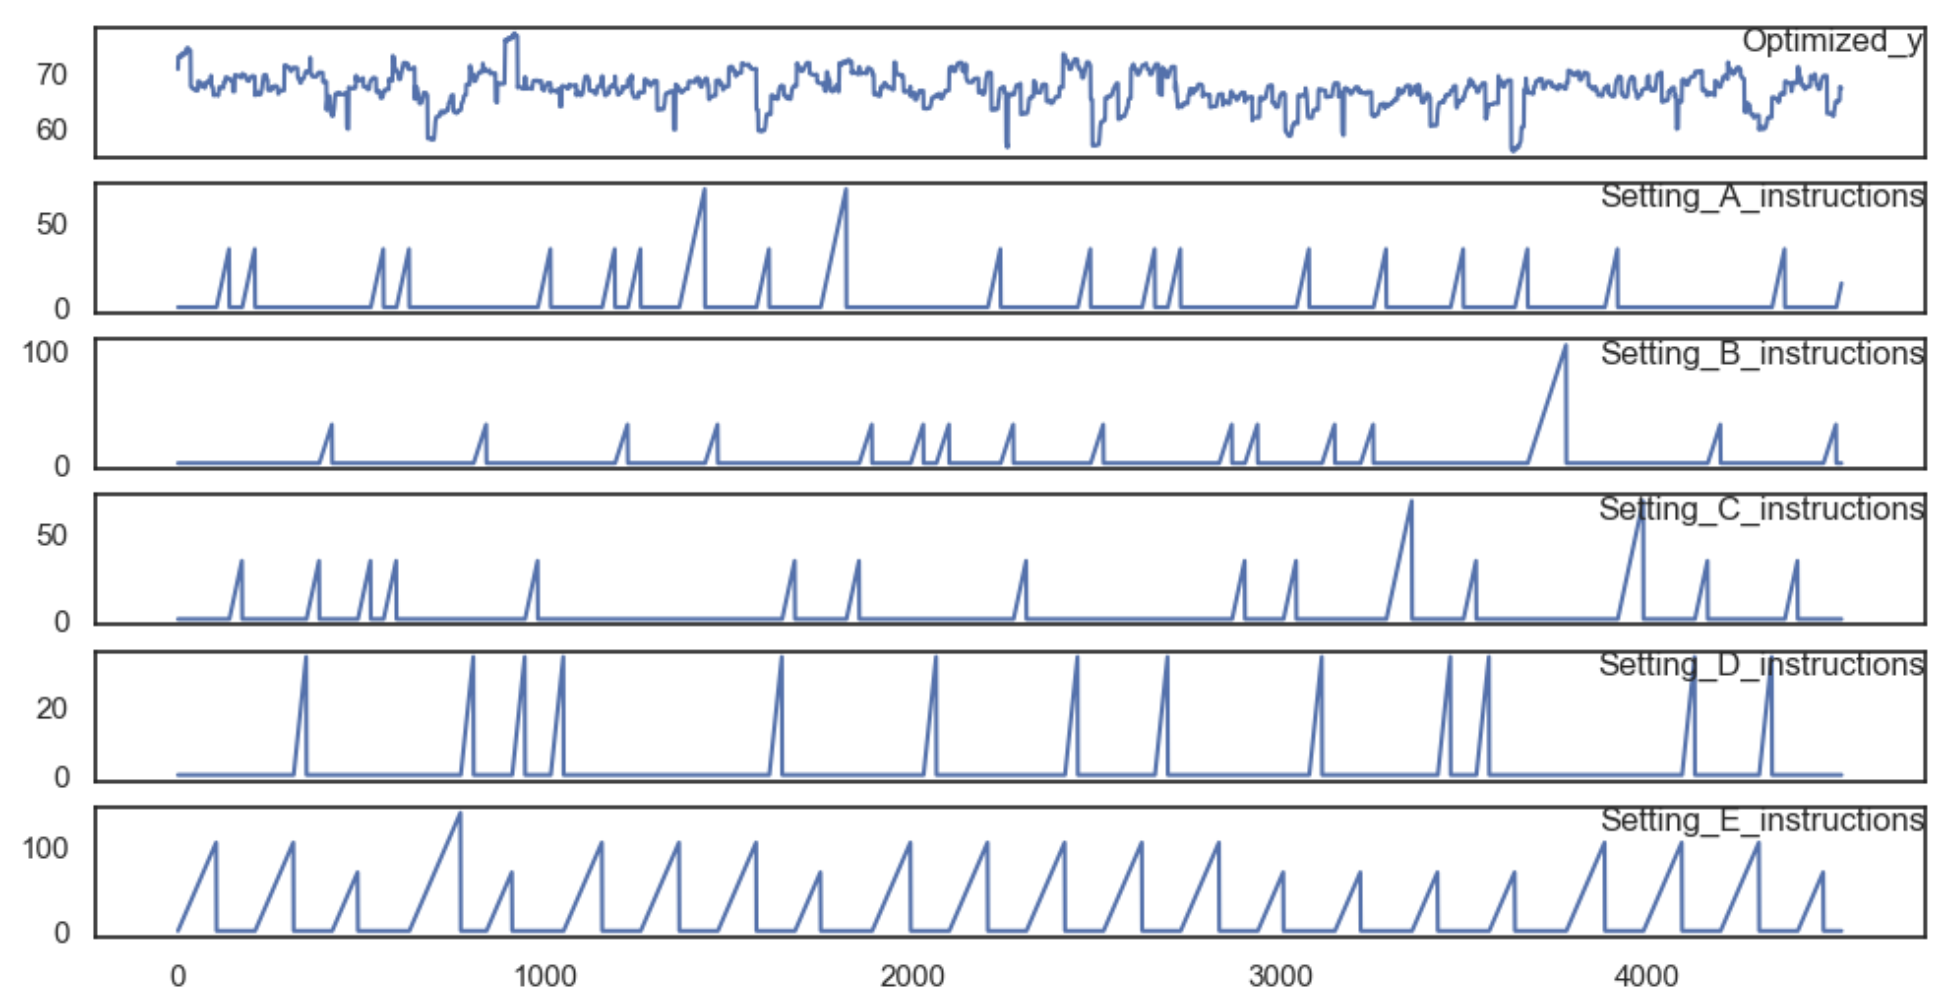 Optimized_y
70
60
Setting_A_instructions
50
0
Setting_B_instructions
100
0
Setting_C_instructions
50
0
Setting_D_instructions
20
0
Setting_E_instructions
100
0
0 1000 2000 3000 4000